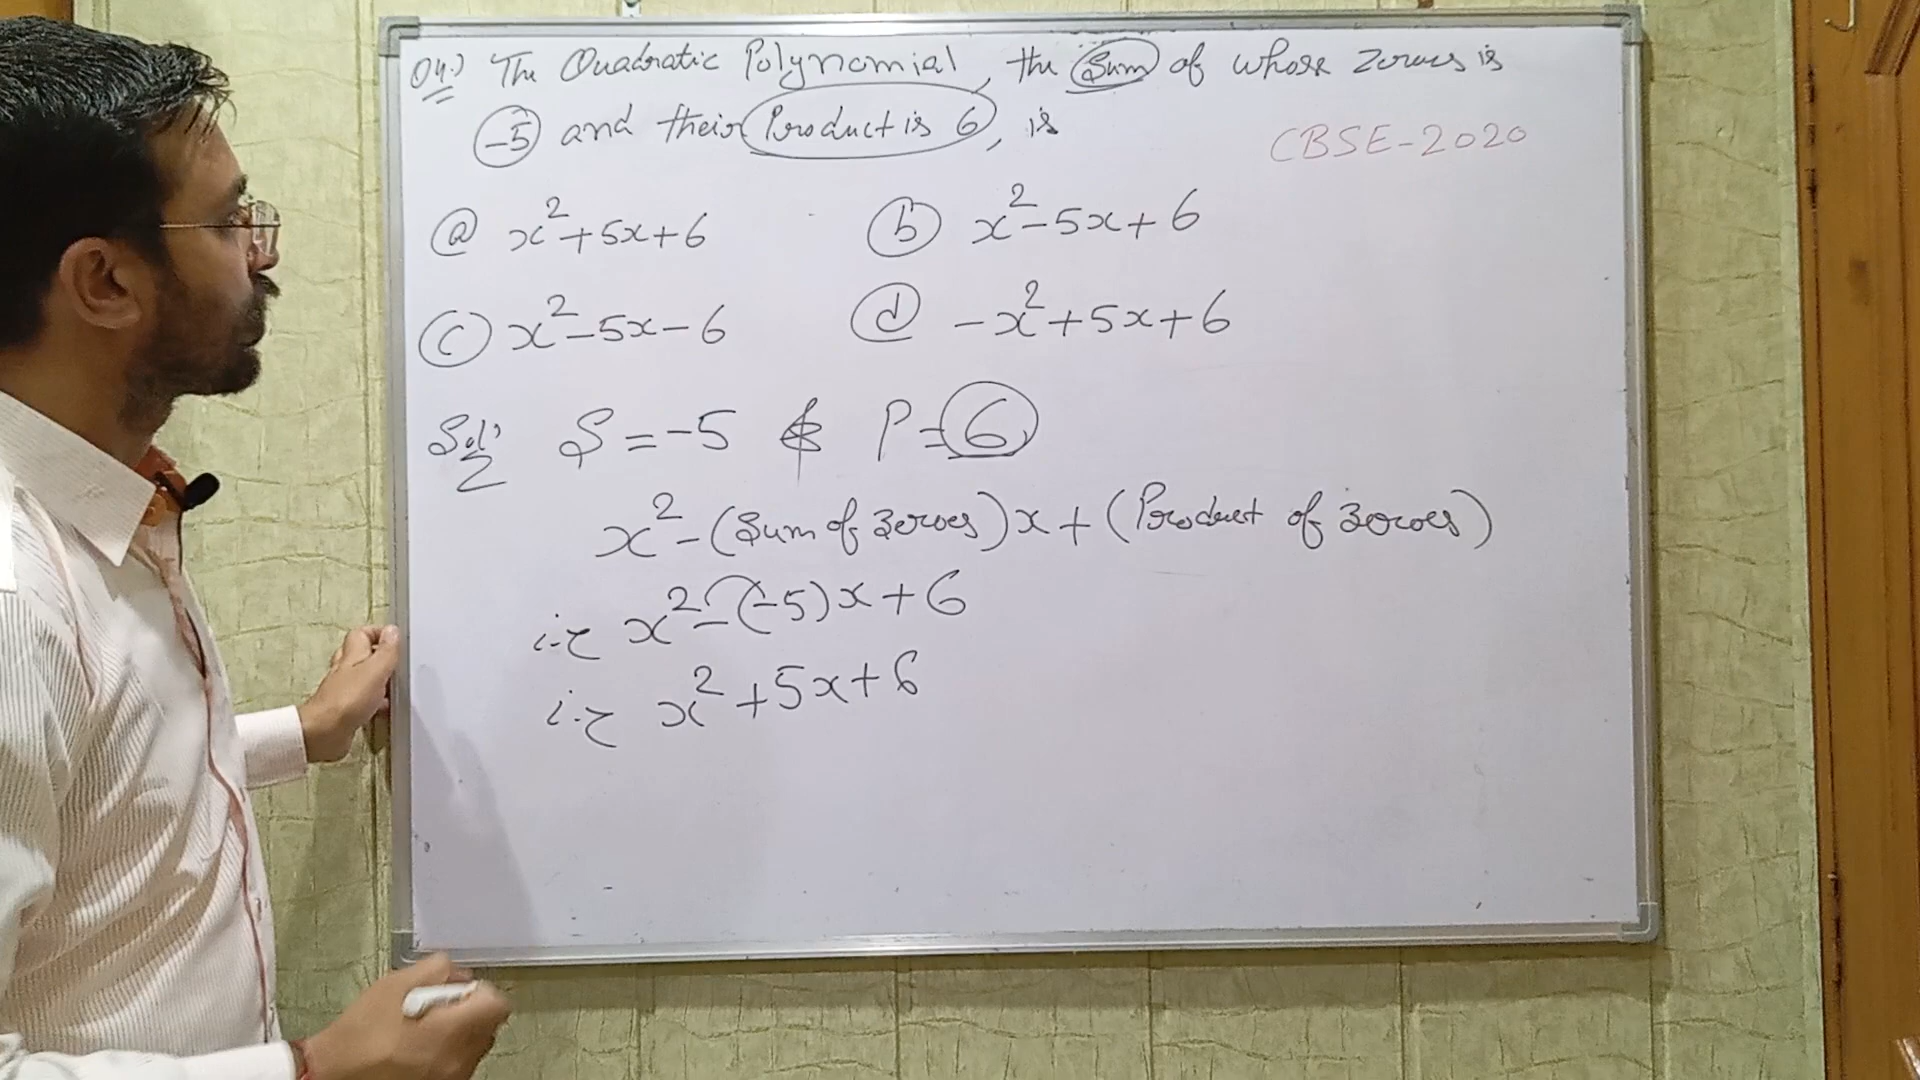 Q4.) The Quadratic Polynomial, the Sum of whose zeroes is
-5 and their Product is 6, is
CBSE-2020
(a) x²+5x+6 (b) x²-5x+6
(c) x²-5x-6 (d) -x²+5x+6
Sol: S=-5 & P=6
x²-(Sum of zeroes)x+(Product of zeroes)
i.e x²-(-5)x+6
i.e x²+5x+6